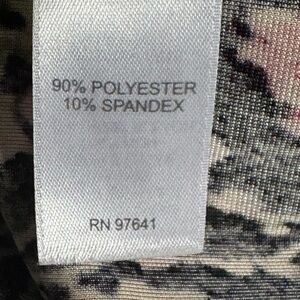 90% POLYESTER
10% SPANDEX
RN 97641